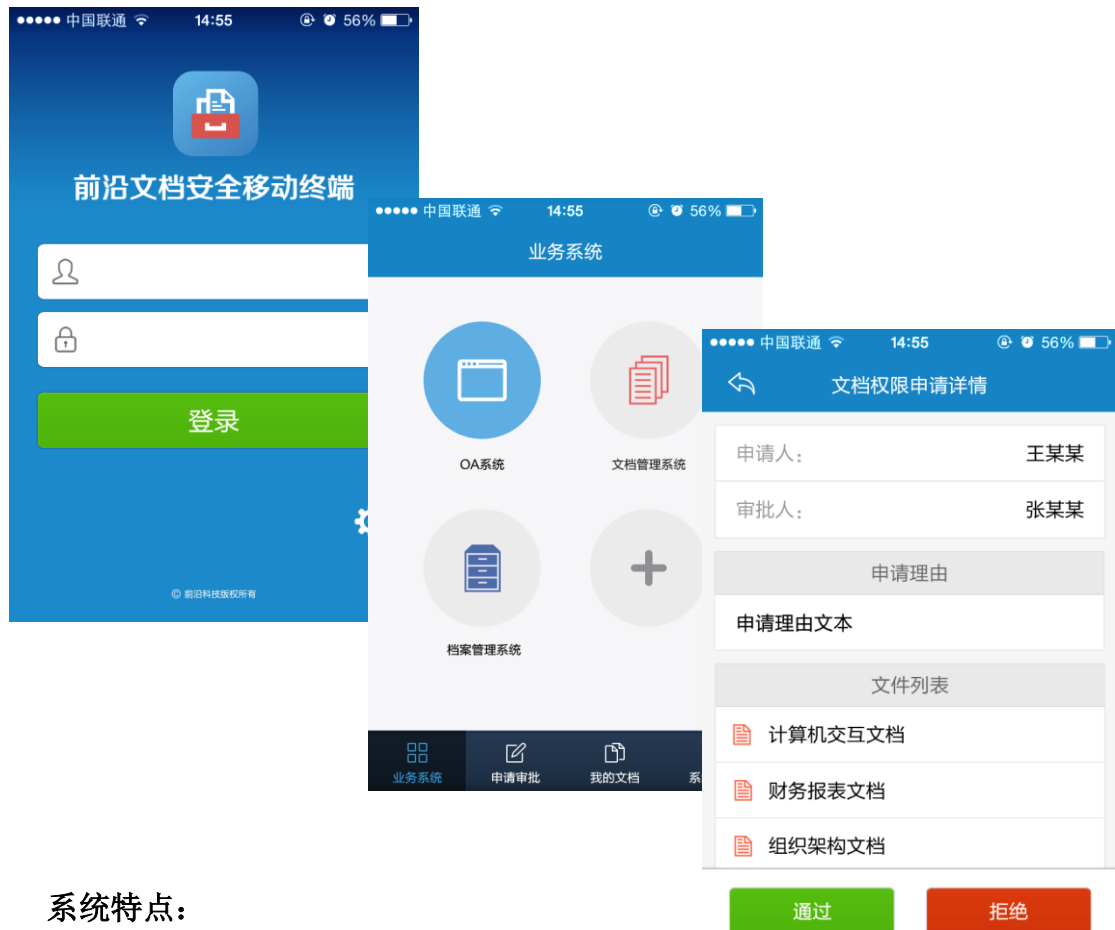 中国联通 14:55 56%
前沿文档安全移动终端
登录
© 前沿科技版权所有
中国联通 14:55 56%
业务系统
OA系统 文档管理系统
档案管理系统
业务系统 申请审批 我的文档 系
中国联通 14:55 56%
文档权限申请详情
申请人: 王某某
审批人: 张某某
申请理由
申请理由文本
文件列表
计算机交互文档
财务报表文档
组织架构文档
通过 拒绝
系统特点: